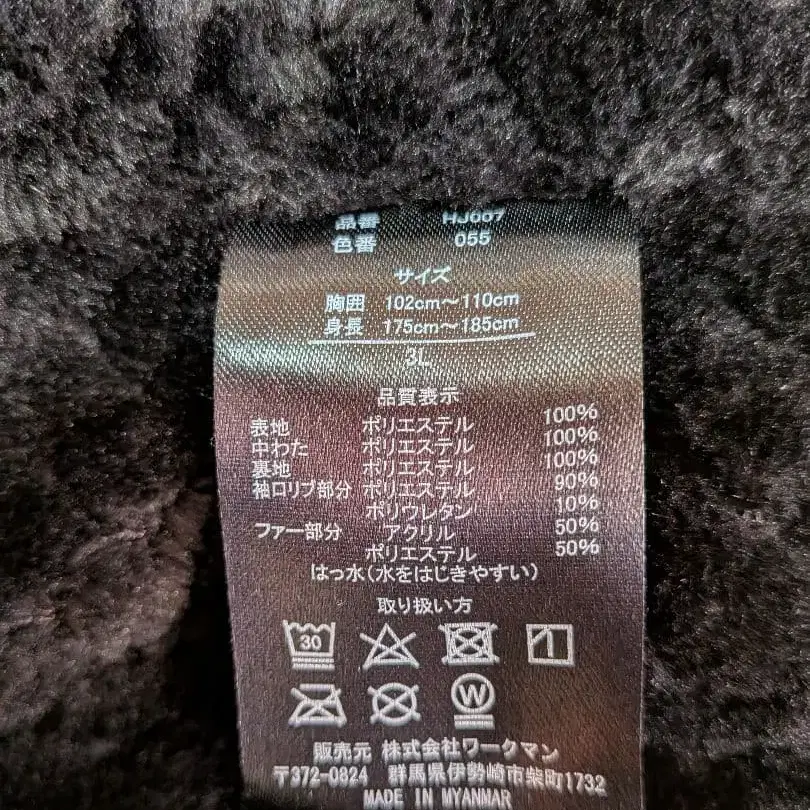 品番 HJ007
色番 055
サイズ
胸囲 102cm～110cm
身長 175cm～185cm
3L
品質表示
表地 ポリエステル 100%
中わた ポリエステル 100%
裏地 ポリエステル 100%
袖口リブ部分 ポリエステル 90%
ポリウレタン 10%
ファー部分 アクリル 50%
ポリエステル 50%
はっ水(水をはじきやすい)
取り扱い方
30
W
販売元 株式会社ワークマン
〒372-0824 群馬県伊勢崎市柴町1732
MADE IN MYANMAR